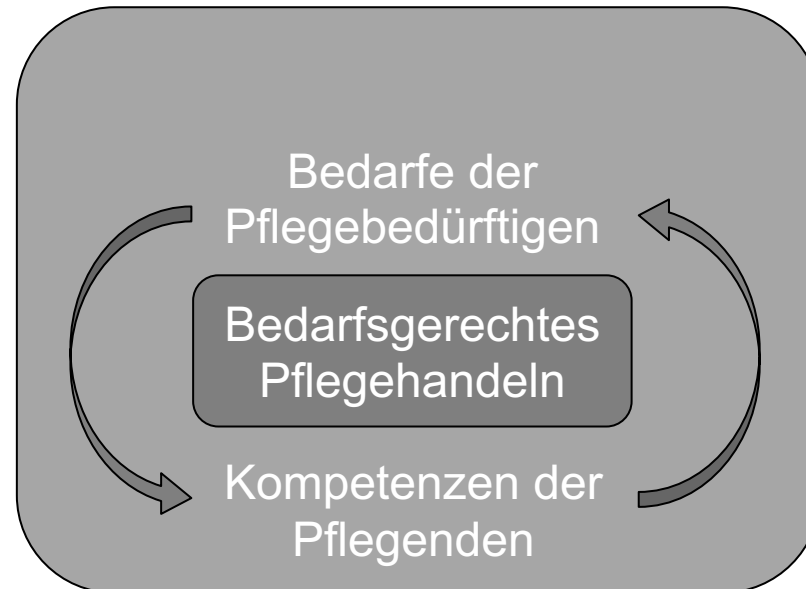 Bedarfe der
Pflegebedürftigen
Bedarfsgerechtes
Pflegehandeln
Kompetenzen der
Pflegenden